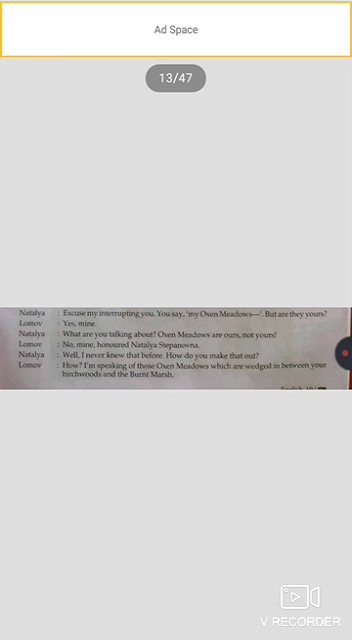 Ad Space
13/47
Natalya : Excuse my interrupting you. You say, 'my Oxen Meadows—'. But are they yours?
Lomov : Yes, mine.
Natalya : What are you talking about? Oxen Meadows are ours, not yours!
Lomov : No, mine, honoured Natalya Stepanovna.
Natalya : Well, I never knew that before. How do you make that out?
Lomov : How? I'm speaking of those Oxen Meadows which are wedged in between your
birchwoods and the Burnt Marsh.
V RECORDER